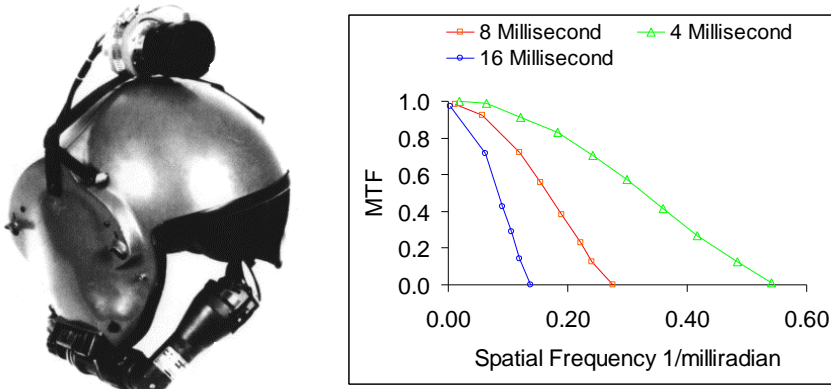 8 Millisecond
4 Millisecond
16 Millisecond
1.0
0.8
0.6
0.4
0.2
0.0
MTF
0.00 0.20 0.40 0.60
Spatial Frequency 1/milliradian